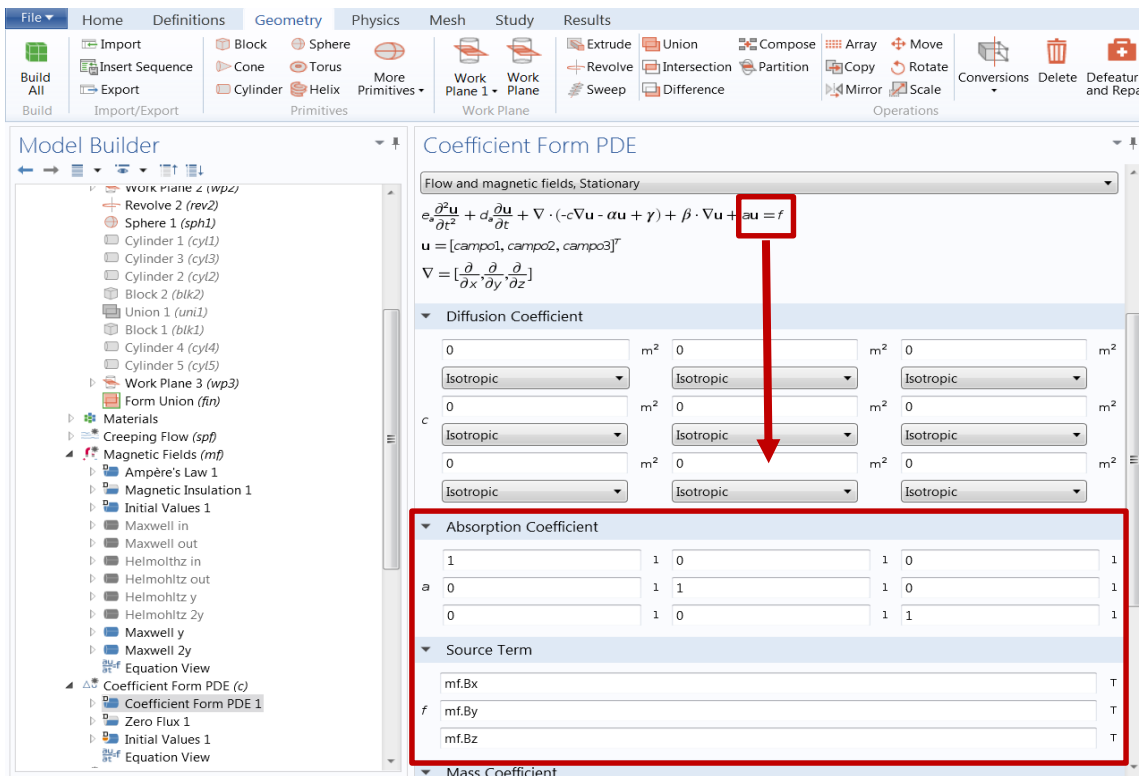 File Home Definitions Geometry Physics Mesh Study Results
Import Block Sphere Extrude Union Compose Array Move
Insert Sequence Cone Torus Revolve Intersection Partition Copy Rotate
Build All Export Cylinder Helix More Primitives Work Plane 1 Work Plane Sweep Difference Mirror Scale Conversions Delete Defeatur and Repa
Build Import/Export Primitives Work Plane Operations
Model Builder
Work Plane 2 (wp2)
Revolve 2 (rev2)
Sphere 1 (sph1)
Cylinder 1 (cyl1)
Cylinder 3 (cyl3)
Cylinder 2 (cyl2)
Block 2 (blk2)
Union 1 (uni1)
Block 1 (blk1)
Cylinder 4 (cyl4)
Cylinder 5 (cyl5)
Work Plane 3 (wp3)
Form Union (fin)
Materials
Creeping Flow (spf)
Magnetic Fields (mf)
Ampère's Law 1
Magnetic Insulation 1
Initial Values 1
Maxwell in
Maxwell out
Helmolthz in
Helmohltz out
Helmohltz y
Helmohltz 2y
Maxwell y
Maxwell 2y
Equation View
Coefficient Form PDE (c)
Coefficient Form PDE 1
Zero Flux 1
Initial Values 1
Equation View
Coefficient Form PDE
Flow and magnetic fields, Stationary
eₐ ∂²u/∂t² + dₐ ∂u/∂t + ∇ · (-c∇u - αu + γ) + β · ∇u + au = f
u = [campo1, campo2, campo3]ᵀ
∇ = [∂/∂x, ∂/∂y, ∂/∂z]
Diffusion Coefficient
0 m² 0 m² 0 m²
Isotropic Isotropic Isotropic
c 0 m² 0 m² 0 m²
Isotropic Isotropic Isotropic
0 m² 0 m² 0 m²
Isotropic Isotropic Isotropic
Absorption Coefficient
1 1 0 1 0 1
a 0 1 1 1 0 1
0 1 0 1 1 1
Source Term
mf.Bx T
f mf.By T
mf.Bz T
Mass Coefficient